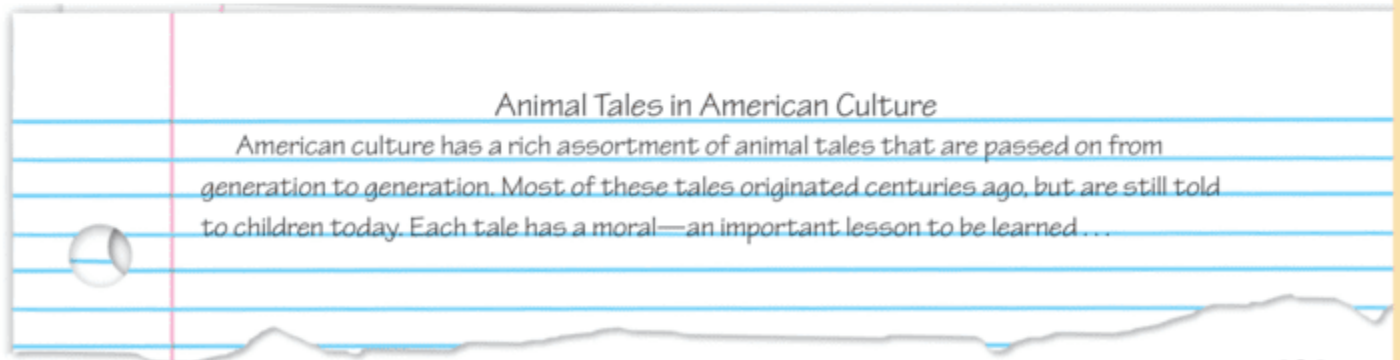 Animal Tales in American Culture
American culture has a rich assortment of animal tales that are passed on from
generation to generation. Most of these tales originated centuries ago, but are still told
to children today. Each tale has a moral—an important lesson to be learned . . .